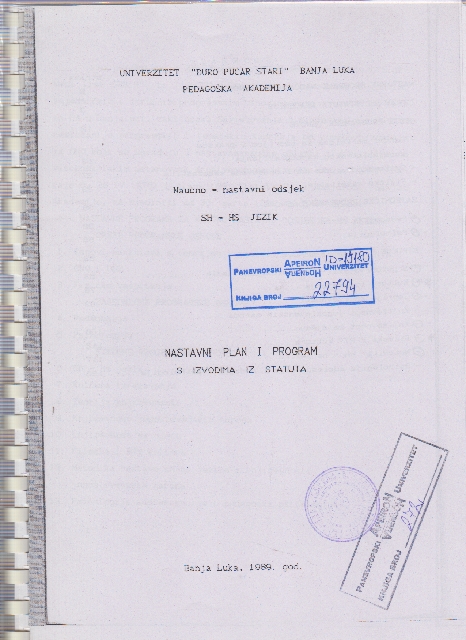 UNIVERZITET "ĐURO PUCAR STARI" BANJA LUKA
PEDAGOŠKA AKADEMIJA
Naučno - nastavni odsjek
SH - HS JEZIK
APEIRON ID-19180
PANEVROPSKI UNIVERZITET
KNJIGA BROJ 22794
NASTAVNI PLAN I PROGRAM
S IZVODIMA IZ STATUTA
PANEVROPSKI APEIRON UNIVERZITET
KNJIGA BROJ
Banja Luka, 1989. god.